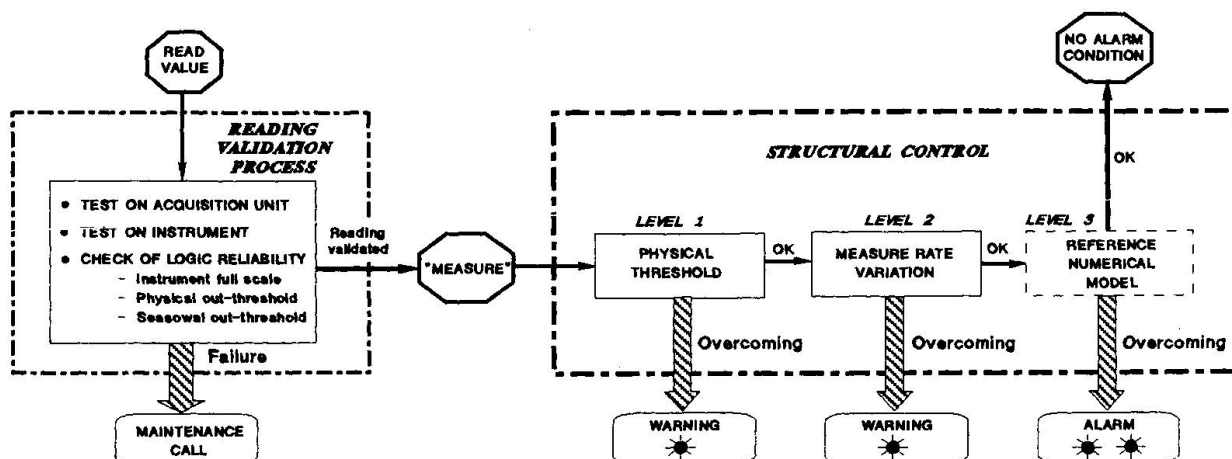 READ
VALUE
READING
VALIDATION
PROCESS
• TEST ON ACQUISITION UNIT
• TEST ON INSTRUMENT
• CHECK OF LOGIC RELIABILITY
– Instrument full scale
– Physical out-threshold
– Seasowal out-threshold
Failure
MAINTENANCE
CALL
Reading
validated
"MEASURE"
STRUCTURAL CONTROL
LEVEL 1
PHYSICAL
THRESHOLD
OK
Overcoming
WARNING
LEVEL 2
MEASURE RATE
VARIATION
OK
Overcoming
WARNING
LEVEL 3
REFERENCE
NUMERICAL
MODEL
Overcoming
ALARM
OK
NO ALARM
CONDITION